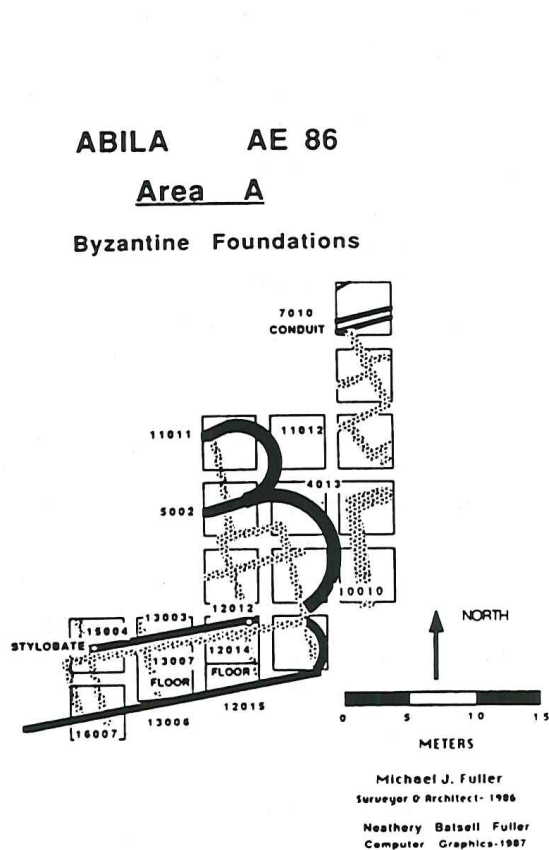 ABILA AE 86
Area A
Byzantine Foundations
7010
CONDUIT
11011
11012
4013
5002
10010
12012
13003
15004
STYLOBATE
NORTH
12014
13007
FLOOR
FLOOR
12015
13006
16007
0 5 10 15
METERS
Michael J. Fuller
Surveyor & Architect- 1986
Neathery Batsell Fuller
Computer Graphics-1987